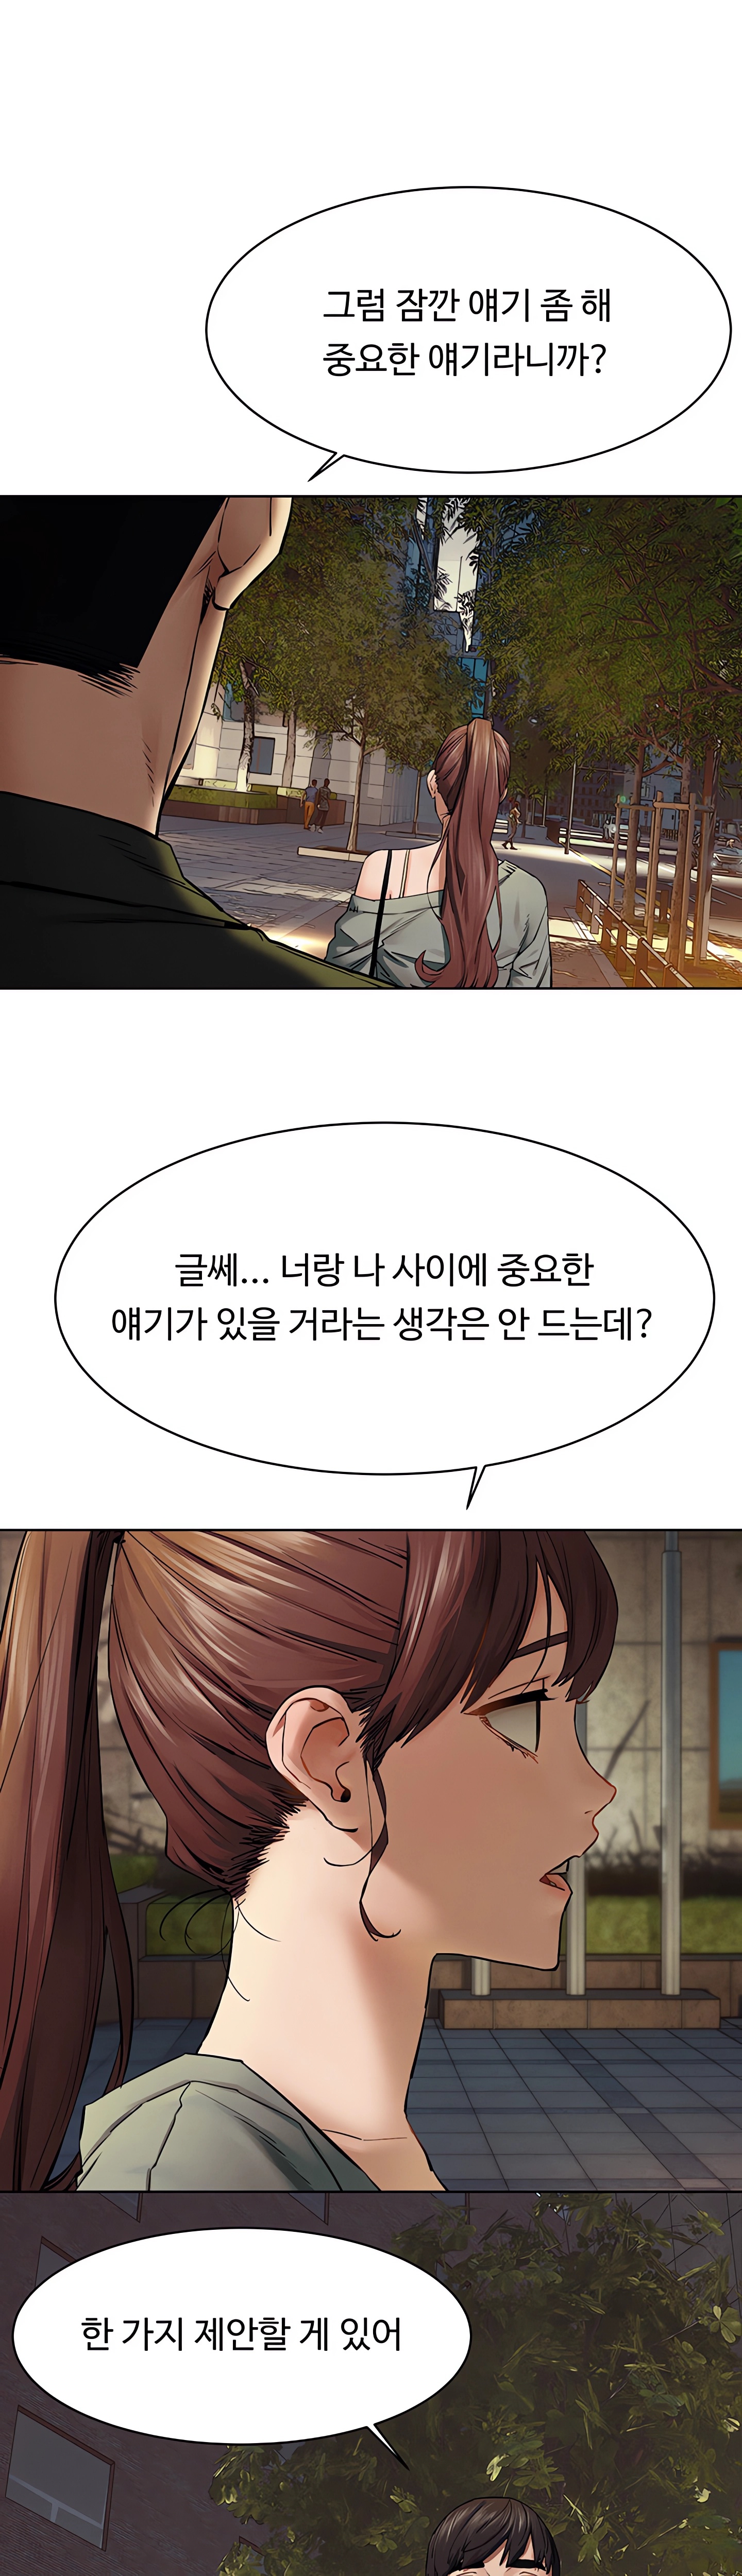 그럼 잠깐 얘기 좀 해
중요한 얘기라니까?
글쎄... 너랑 나 사이에 중요한
얘기가 있을 거라는 생각은 안 드는데?
한 가지 제안할 게 있어